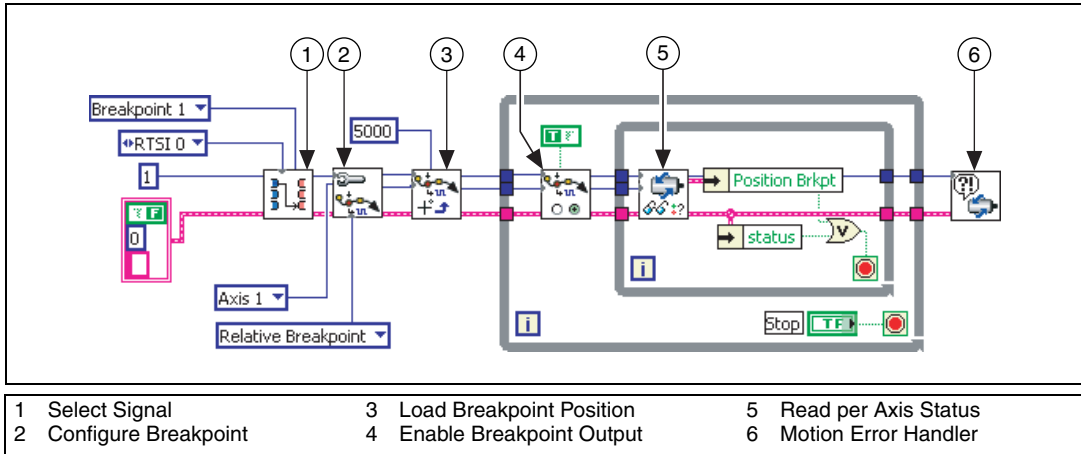 1 2 3 4 5 6
Breakpoint 1
RTSI 0
1
5000
T
F
0
Position Brkpt
status
V
i
Axis 1
Relative Breakpoint
i
Stop
TF
?!
1 Select Signal
2 Configure Breakpoint
3 Load Breakpoint Position
4 Enable Breakpoint Output
5 Read per Axis Status
6 Motion Error Handler